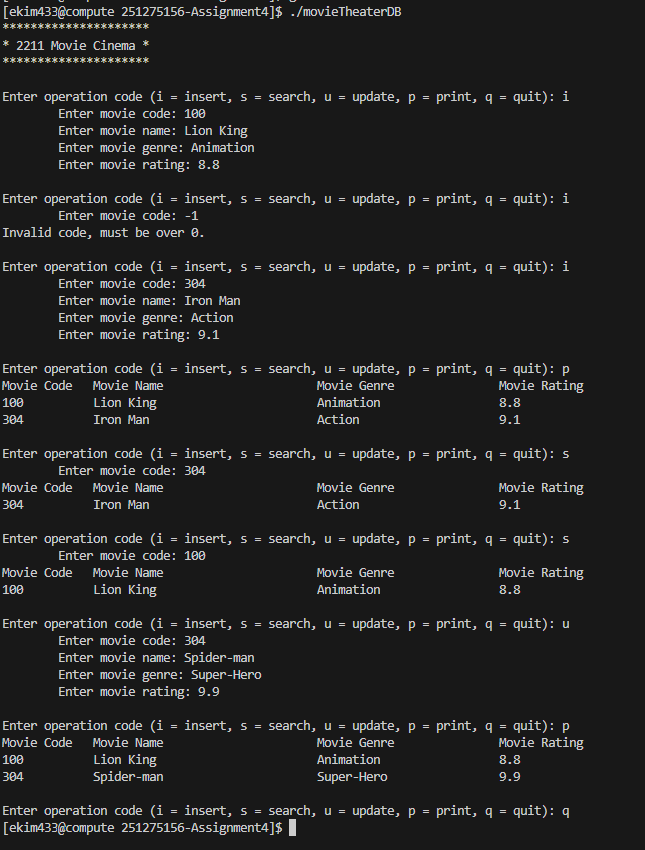 [ekim433@compute 251275156-Assignment4]$ ./movieTheaterDB
*********************
* 2211 Movie Cinema *
*********************
Enter operation code (i = insert, s = search, u = update, p = print, q = quit): i
Enter movie code: 100
Enter movie name: Lion King
Enter movie genre: Animation
Enter movie rating: 8.8
Enter operation code (i = insert, s = search, u = update, p = print, q = quit): i
Enter movie code: -1
Invalid code, must be over 0.
Enter operation code (i = insert, s = search, u = update, p = print, q = quit): i
Enter movie code: 304
Enter movie name: Iron Man
Enter movie genre: Action
Enter movie rating: 9.1
Enter operation code (i = insert, s = search, u = update, p = print, q = quit): p
Movie Code   Movie Name                      Movie Genre               Movie Rating
100          Lion King                       Animation                 8.8
304          Iron Man                        Action                    9.1
Enter operation code (i = insert, s = search, u = update, p = print, q = quit): s
Enter movie code: 304
Movie Code   Movie Name                      Movie Genre               Movie Rating
304          Iron Man                        Action                    9.1
Enter operation code (i = insert, s = search, u = update, p = print, q = quit): s
Enter movie code: 100
Movie Code   Movie Name                      Movie Genre               Movie Rating
100          Lion King                       Animation                 8.8
Enter operation code (i = insert, s = search, u = update, p = print, q = quit): u
Enter movie code: 304
Enter movie name: Spider-man
Enter movie genre: Super-Hero
Enter movie rating: 9.9
Enter operation code (i = insert, s = search, u = update, p = print, q = quit): p
Movie Code   Movie Name                      Movie Genre               Movie Rating
100          Lion King                       Animation                 8.8
304          Spider-man                      Super-Hero                9.9
Enter operation code (i = insert, s = search, u = update, p = print, q = quit): q
[ekim433@compute 251275156-Assignment4]$